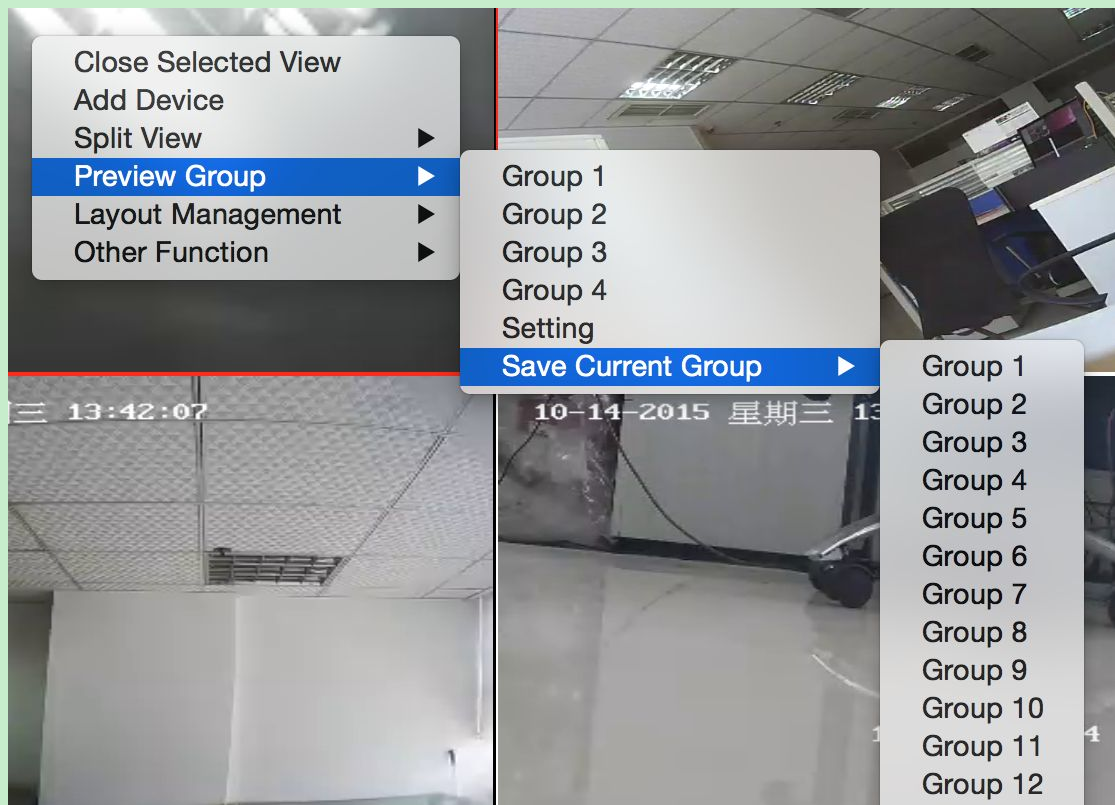 Close Selected View
Add Device
Split View
Preview Group
Layout Management
Other Function
Group 1
Group 2
Group 3
Group 4
Setting
Save Current Group
Group 1
Group 2
Group 3
Group 4
Group 5
Group 6
Group 7
Group 8
Group 9
Group 10
Group 11
Group 12
三 13:42:07
10-14-2015 星期三 13
4